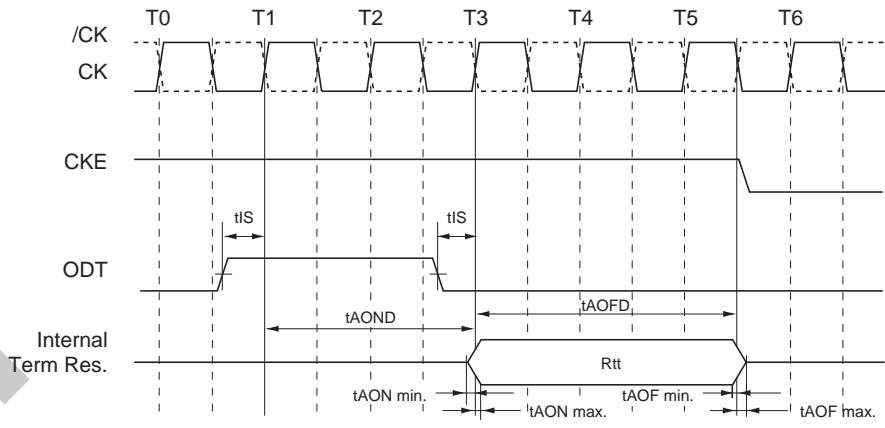 T0 T1 T2 T3 T4 T5 T6
/CK
CK
CKE
tIS tIS
ODT
tAOND tAOFD
Internal
Term Res.
Rtt
tAON min. tAOF min.
tAON max. tAOF max.